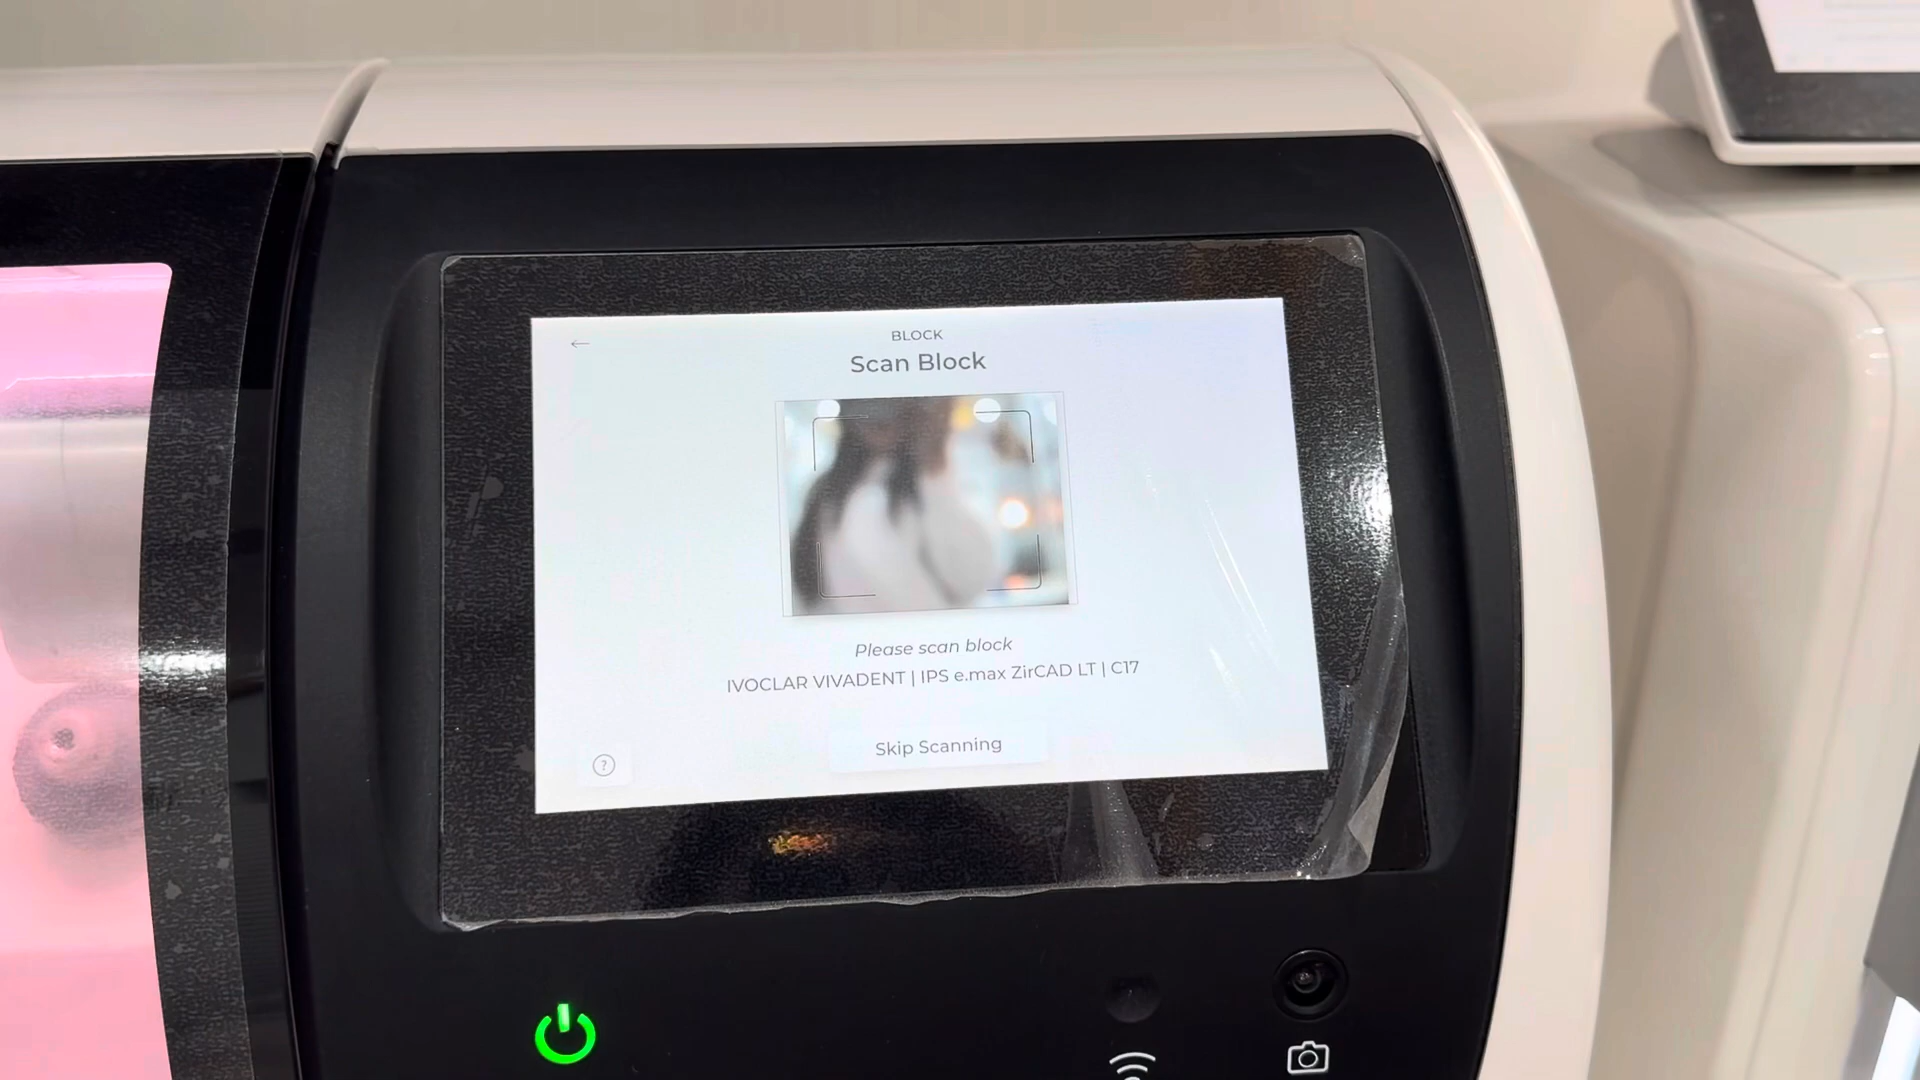 BLOCK
Scan Block
Please scan block
IVOCLAR VIVADENT | IPS e.max ZirCAD LT | C17
Skip Scanning
?